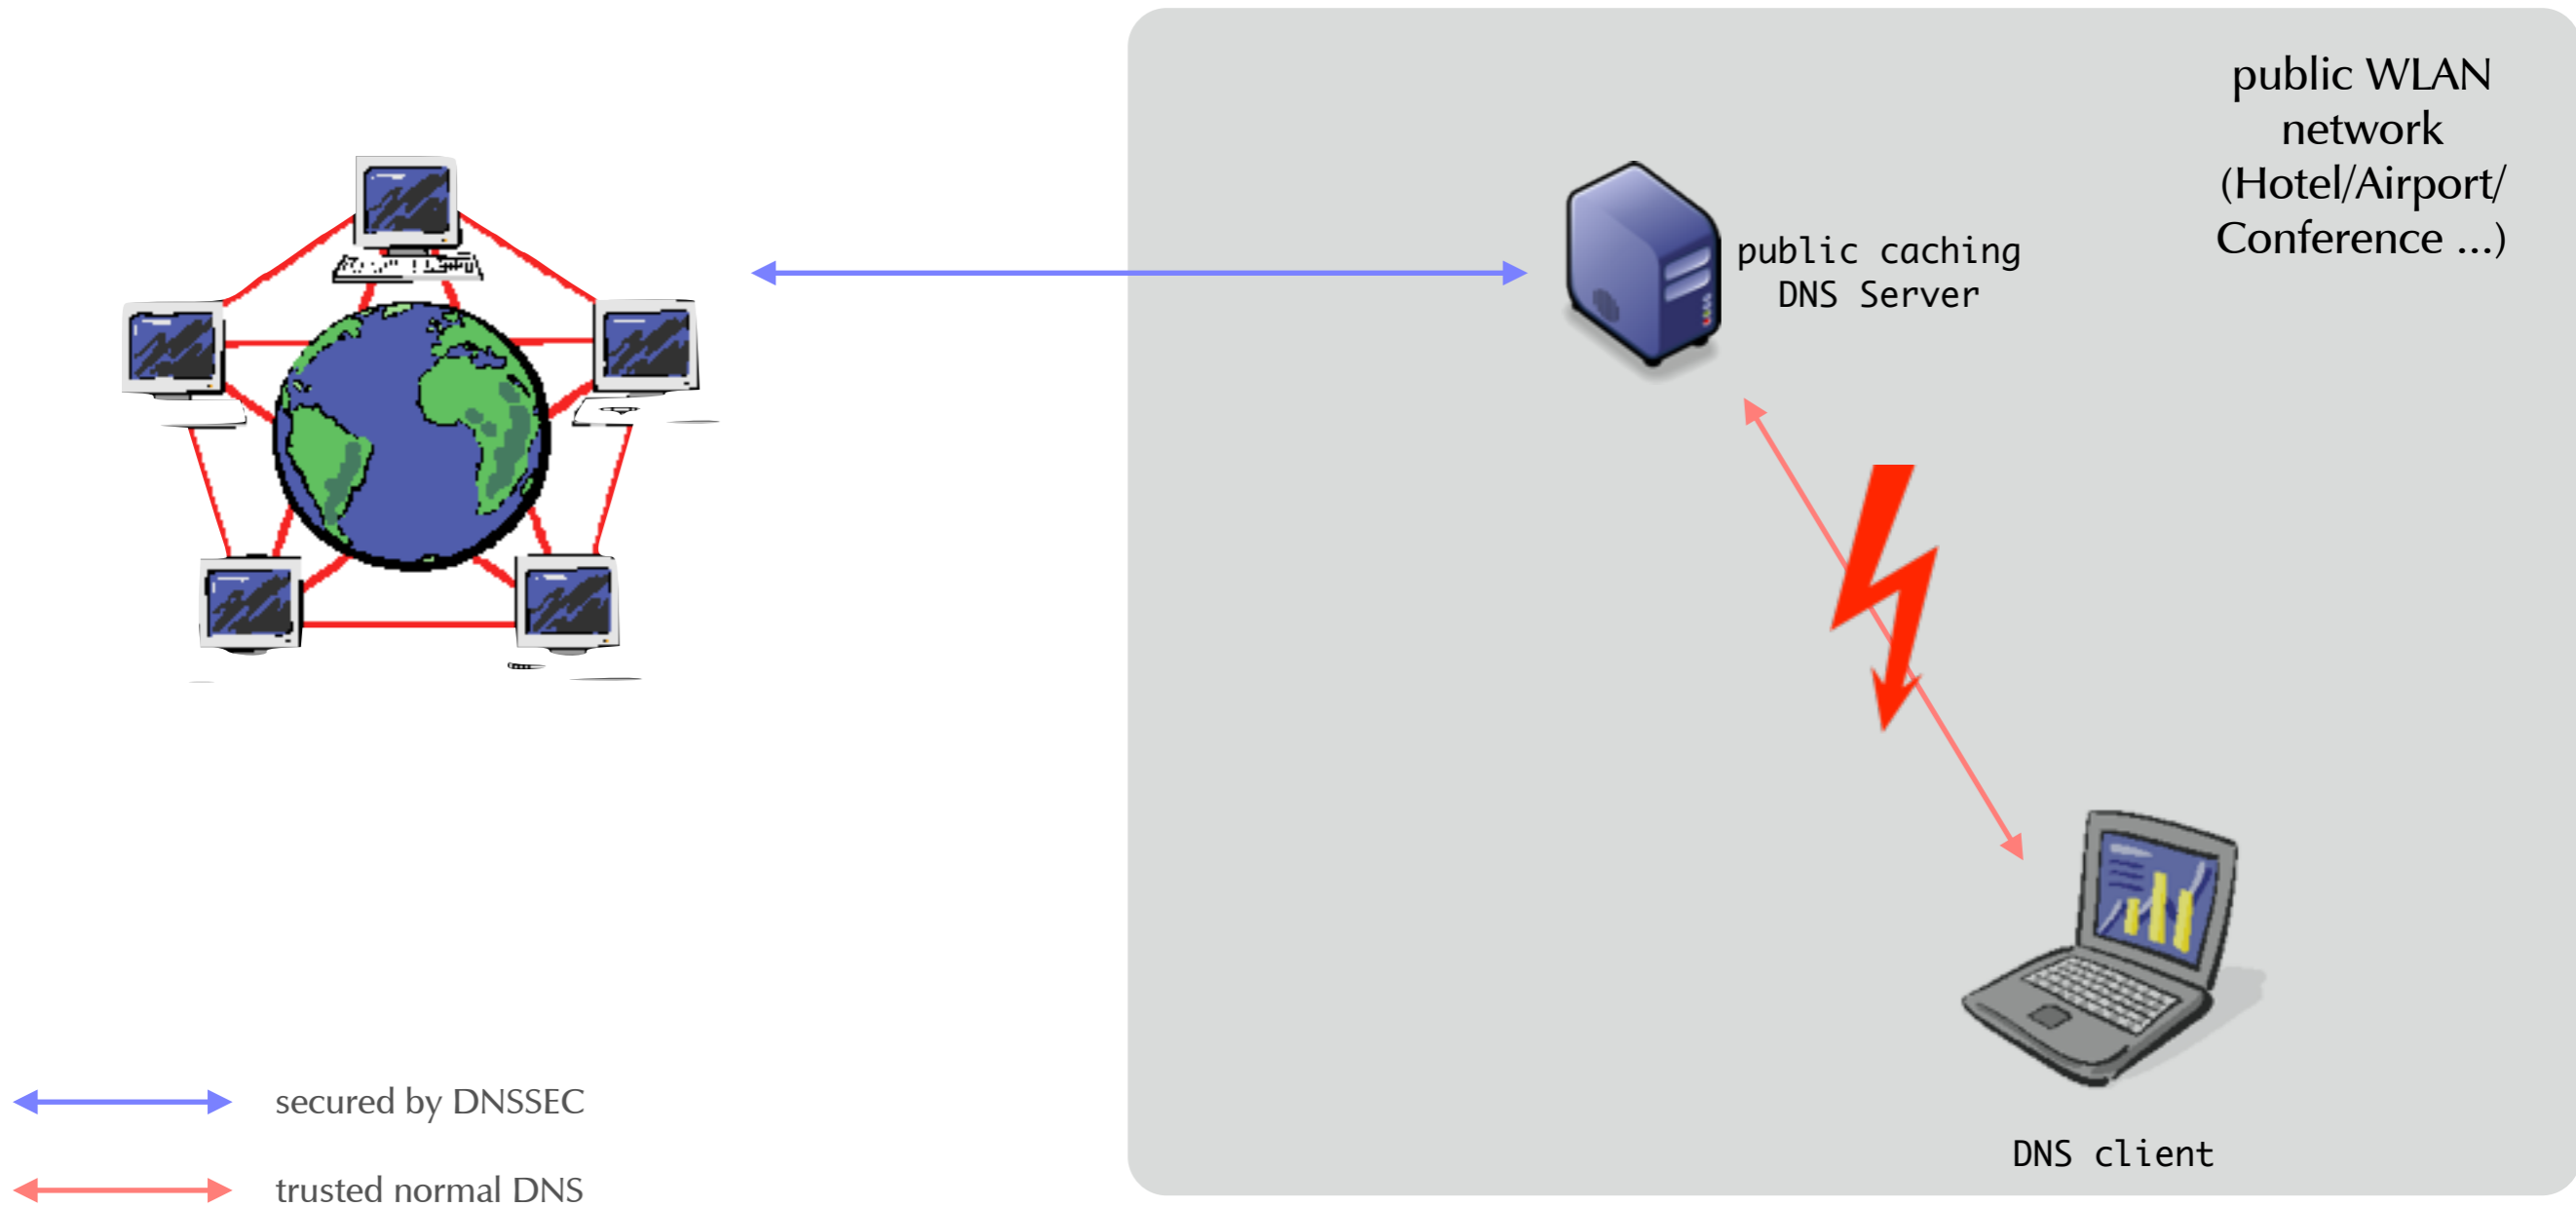 public WLAN
network
(Hotel/Airport/
Conference ...)
public caching
DNS Server
secured by DNSSEC
trusted normal DNS
DNS client